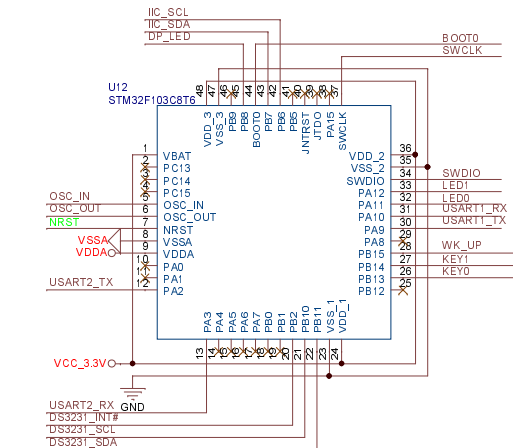 IIC_SCL
IIC_SDA
DP_LED
BOOT0
SWCLK
U12
STM32F103C8T6
48 47 46 45 44 43 42 41 40 39 38 37
VDD_3 VSS_3 PB9 PB8 BOOT0 PB7 PB6 PB5 JNTRST JTDO PA15 SWCLK
1 VBAT VDD_2 36
2 PC13 VSS_2 35
3 PC14 SWDIO 34 SWDIO
4 PC15 PA12 33 LED1
OSC_IN 5 OSC_IN PA11 32 LED0
OSC_OUT 6 OSC_OUT PA10 31 USART1_RX
NRST 7 NRST PA9 30 USART1_TX
VSSA 8 VSSA PA8 29
VDDA 9 VDDA PB15 28 WK_UP
10 PA0 PB14 27 KEY1
11 PA1 PB13 26 KEY0
USART2_TX 12 PA2 PB12 25
PA3 PA4 PA5 PA6 PA7 PB0 PB1 PB2 PB10 PB11 VSS_1 VDD_1
13 14 15 16 17 18 19 20 21 22 23 24
VCC_3.3V
GND
USART2_RX
DS3231_INT#
DS3231_SCL
DS3231_SDA